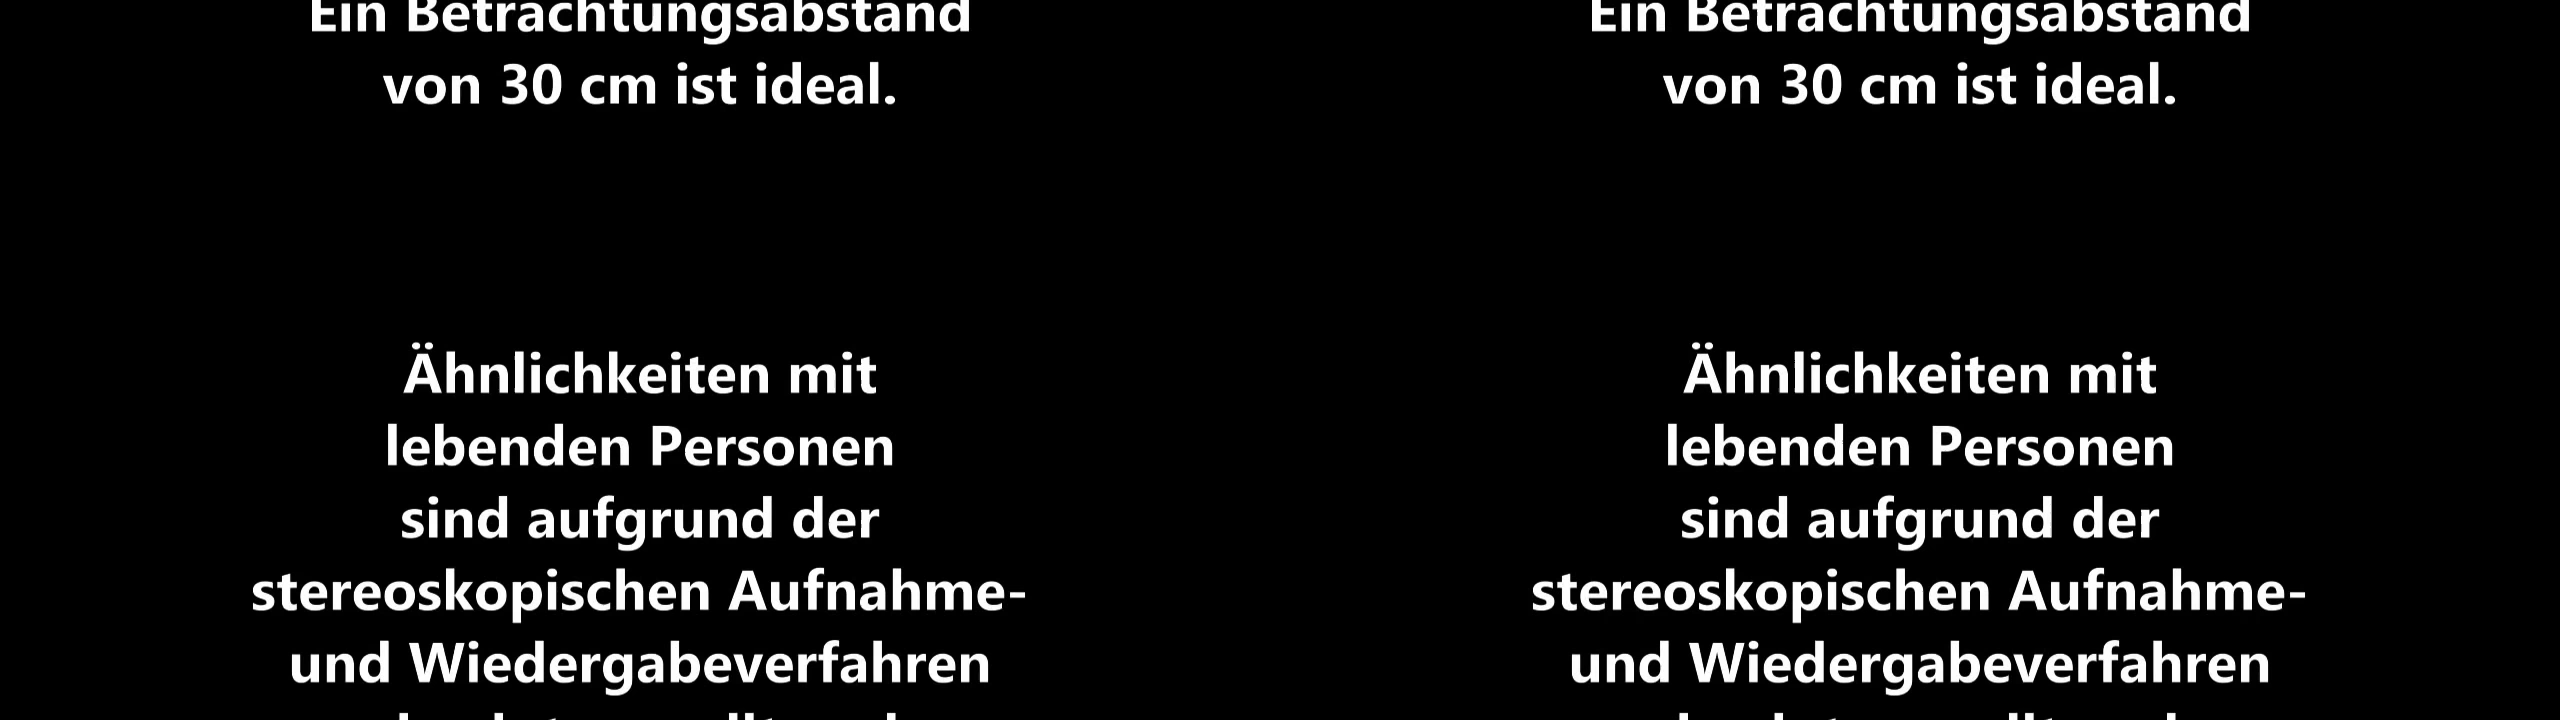 Ein Betrachtungsabstand
von 30 cm ist ideal.
Ähnlichkeiten mit
lebenden Personen
sind aufgrund der
stereoskopischen Aufnahme-
und Wiedergabeverfahren
Ein Betrachtungsabstand
von 30 cm ist ideal.
Ähnlichkeiten mit
lebenden Personen
sind aufgrund der
stereoskopischen Aufnahme-
und Wiedergabeverfahren